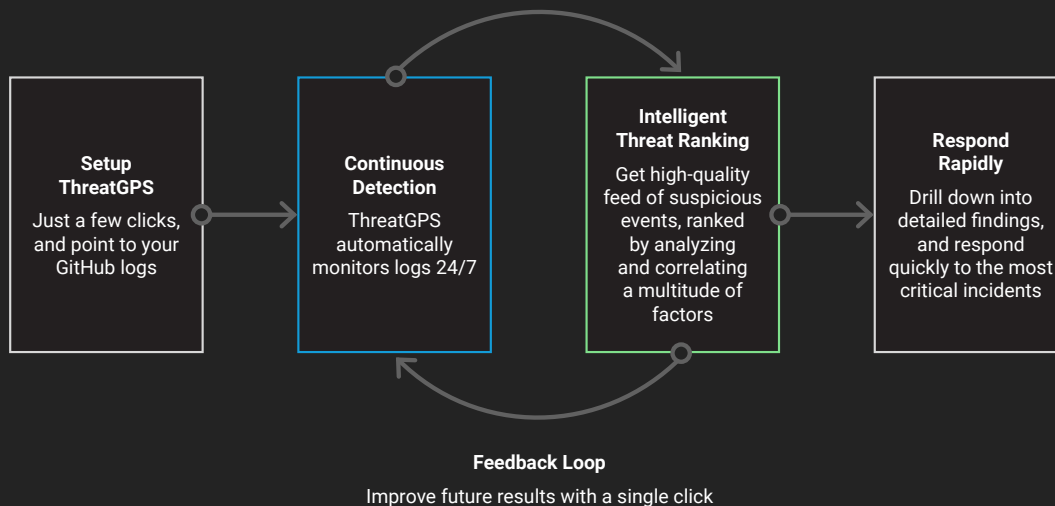 Setup
ThreatGPS
Just a few clicks,
and point to your
GitHub logs
Continuous
Detection
ThreatGPS
automatically
monitors logs 24/7
Intelligent
Threat Ranking
Get high-quality
feed of suspicious
events, ranked
by analyzing
and correlating
a multitude of
factors
Respond
Rapidly
Drill down into
detailed findings,
and respond
quickly to the most
critical incidents
Feedback Loop
Improve future results with a single click